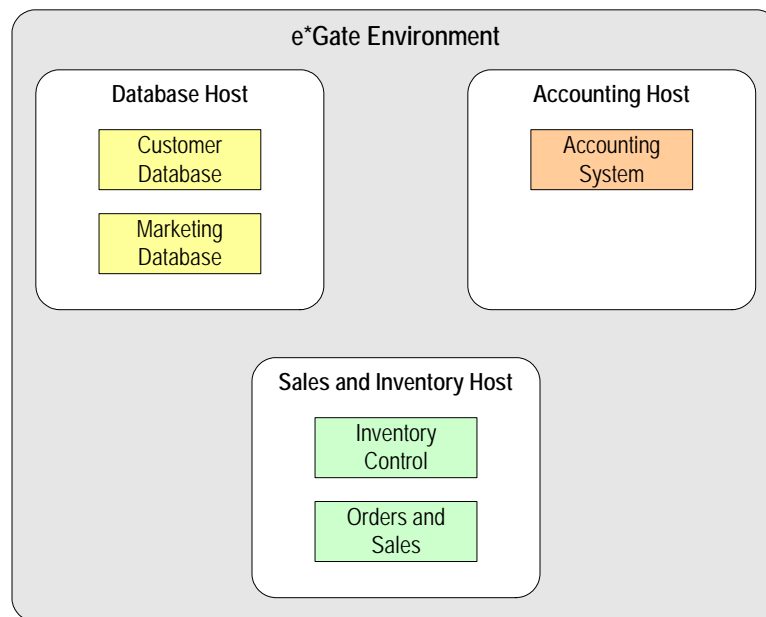 e*Gate Environment
Database Host
Customer
Database
Marketing
Database
Accounting Host
Accounting
System
Sales and Inventory Host
Inventory
Control
Orders and
Sales